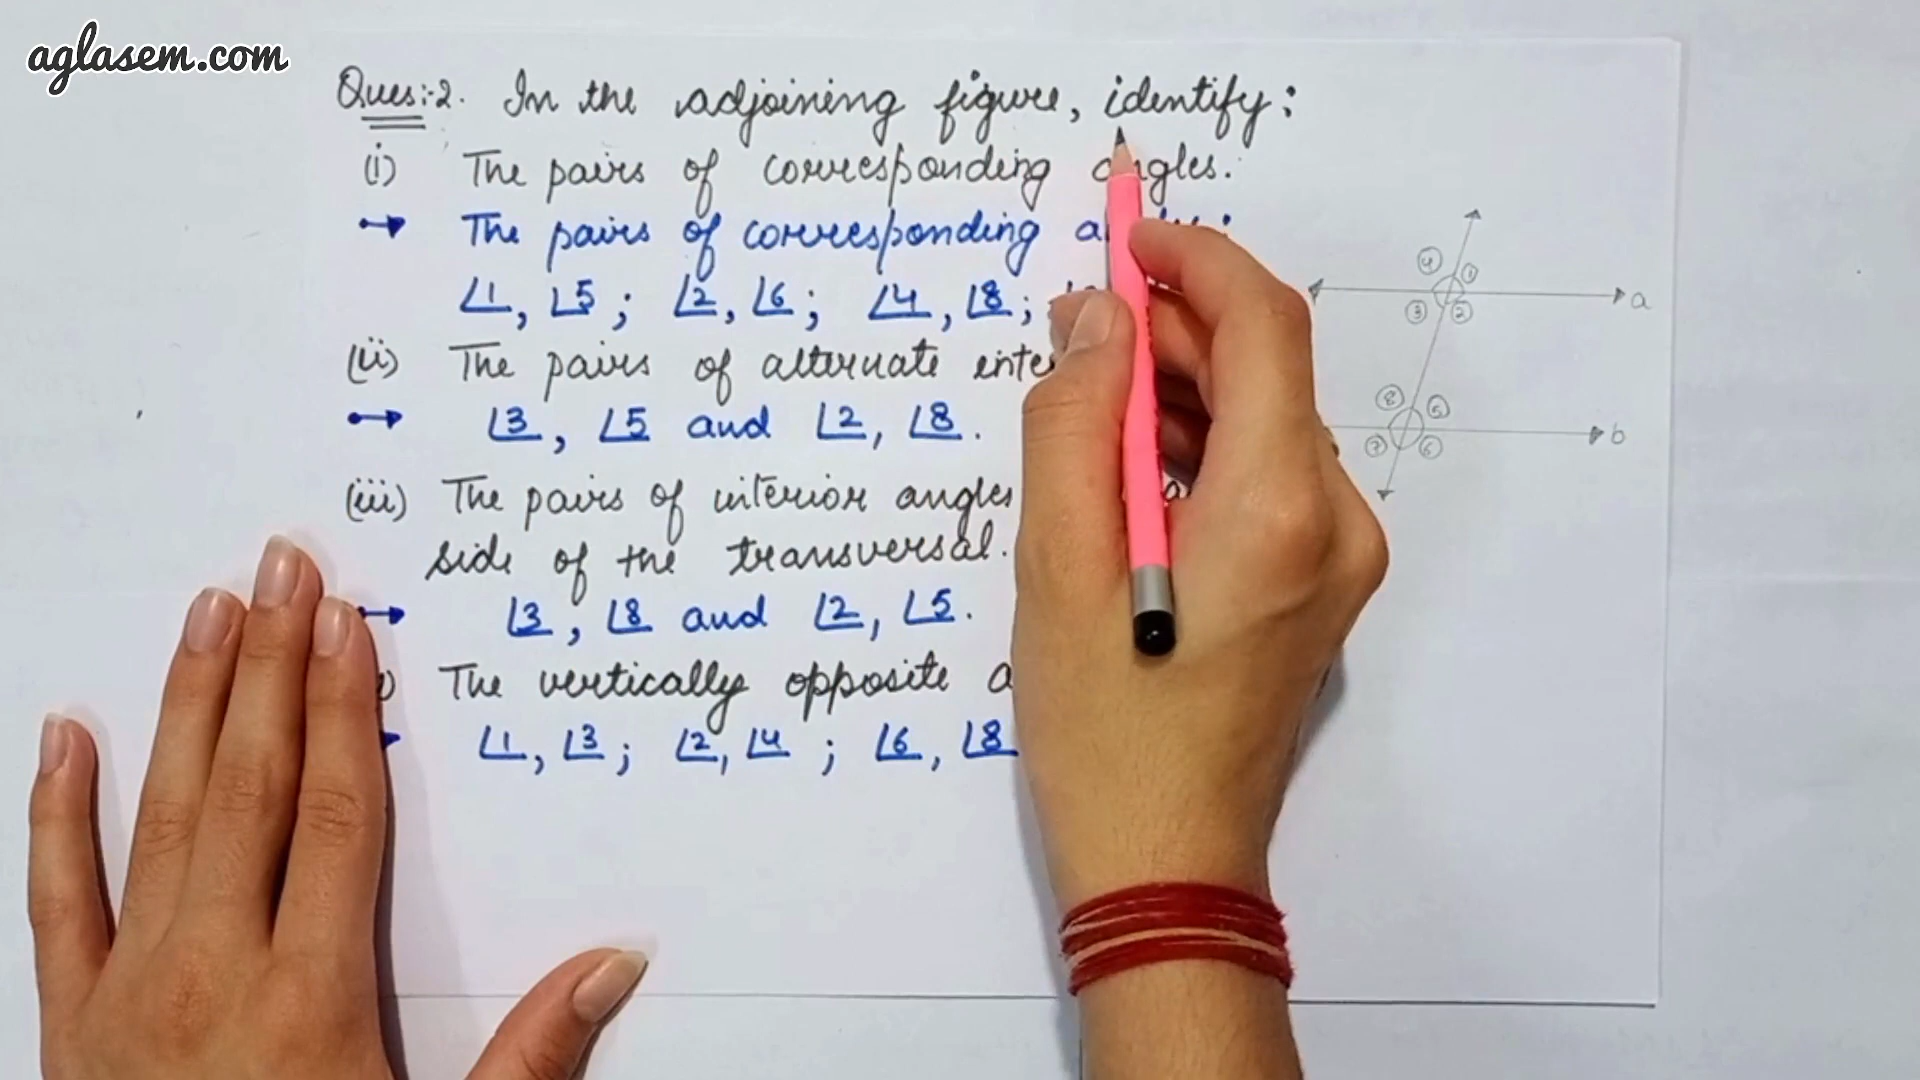 aglasem.com
Ques:-2. In the adjoining figure, identify:
(i) The pairs of corresponding angles.
The pairs of corresponding
∠1, ∠5 ; ∠2, ∠6 ; ∠4, ∠8 ;
(ii) The pairs of alternate
∠3, ∠5 and ∠2, ∠8.
(iii) The pairs of interior angles
side of the transversal.
∠3, ∠8 and ∠2, ∠5.
The vertically opposite
∠1, ∠3 ; ∠2, ∠4 ; ∠6, ∠8
4 1
a
3 2
8 5
b
7 6